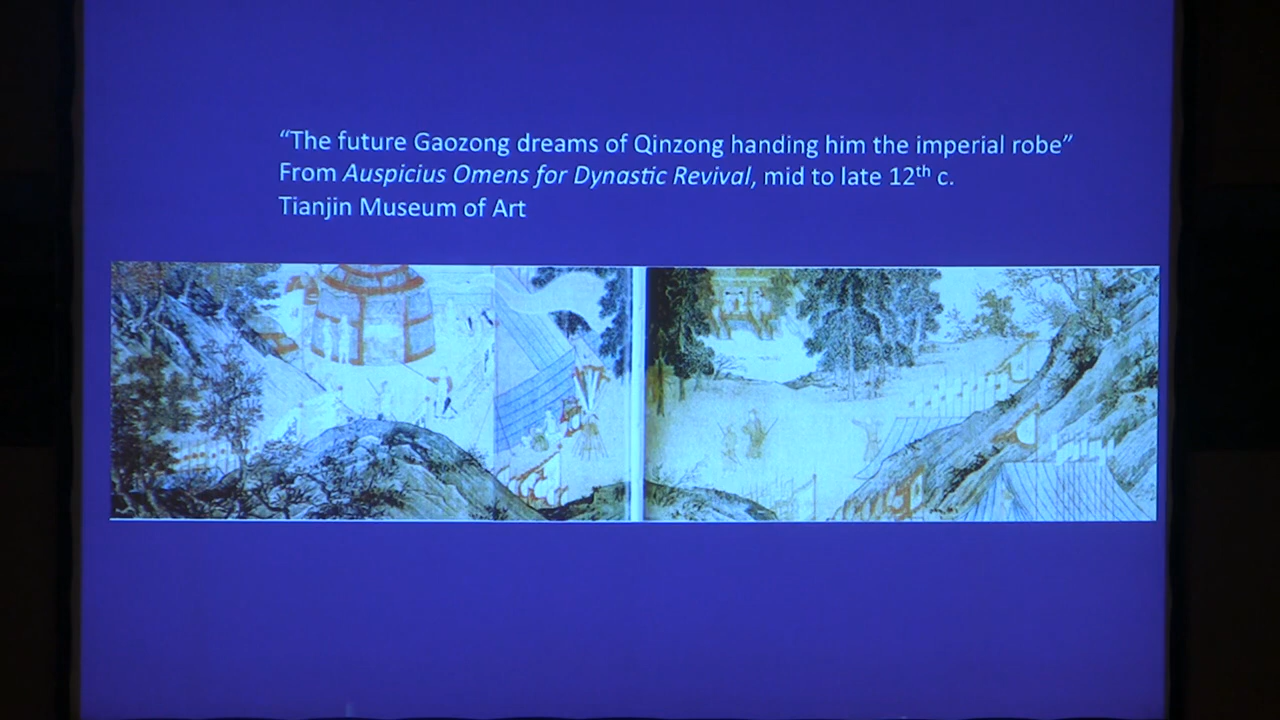 “The future Gaozong dreams of Qinzong handing him the imperial robe”
From Auspicius Omens for Dynastic Revival, mid to late 12th c.
Tianjin Museum of Art